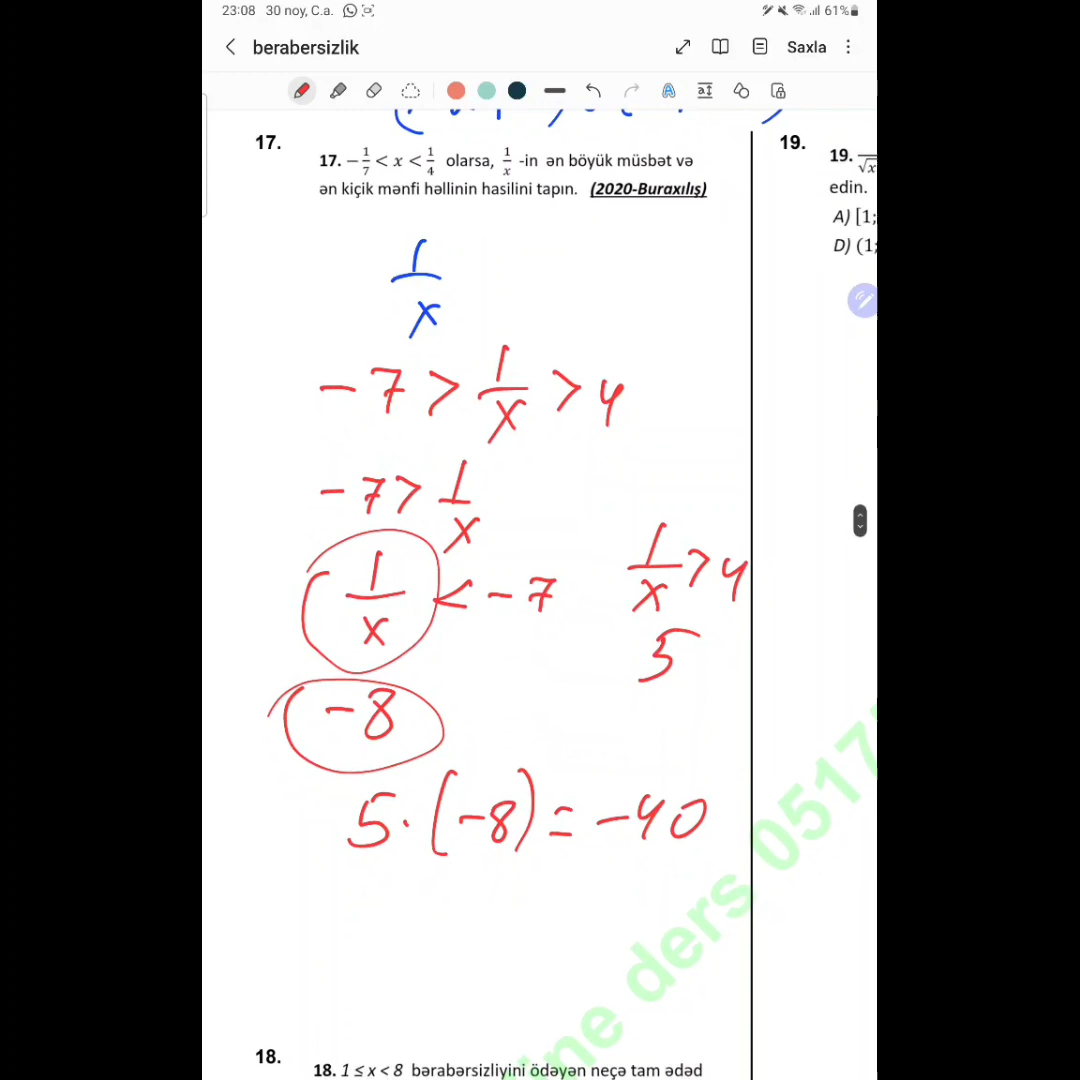 23:08 30 noy, C.a. 61%
berabersizlik Saxla
17.
17. -1/7 < x < 1/4 olarsa, 1/x -in ən böyük müsbət və
ən kiçik mənfi həllinin hasilini tapın. (2020-Buraxılış)
1/x
-7 > 1/x > 4
-7 > 1/x
1/x < -7
-8
1/x > 4
5
5·(-8) = -40
19.
19. √x
edin.
A) [1;
D) (1;
ine ders 0517
18.
18. 1 ≤ x < 8 bərabərsizliyini ödəyən neçə tam ədəd